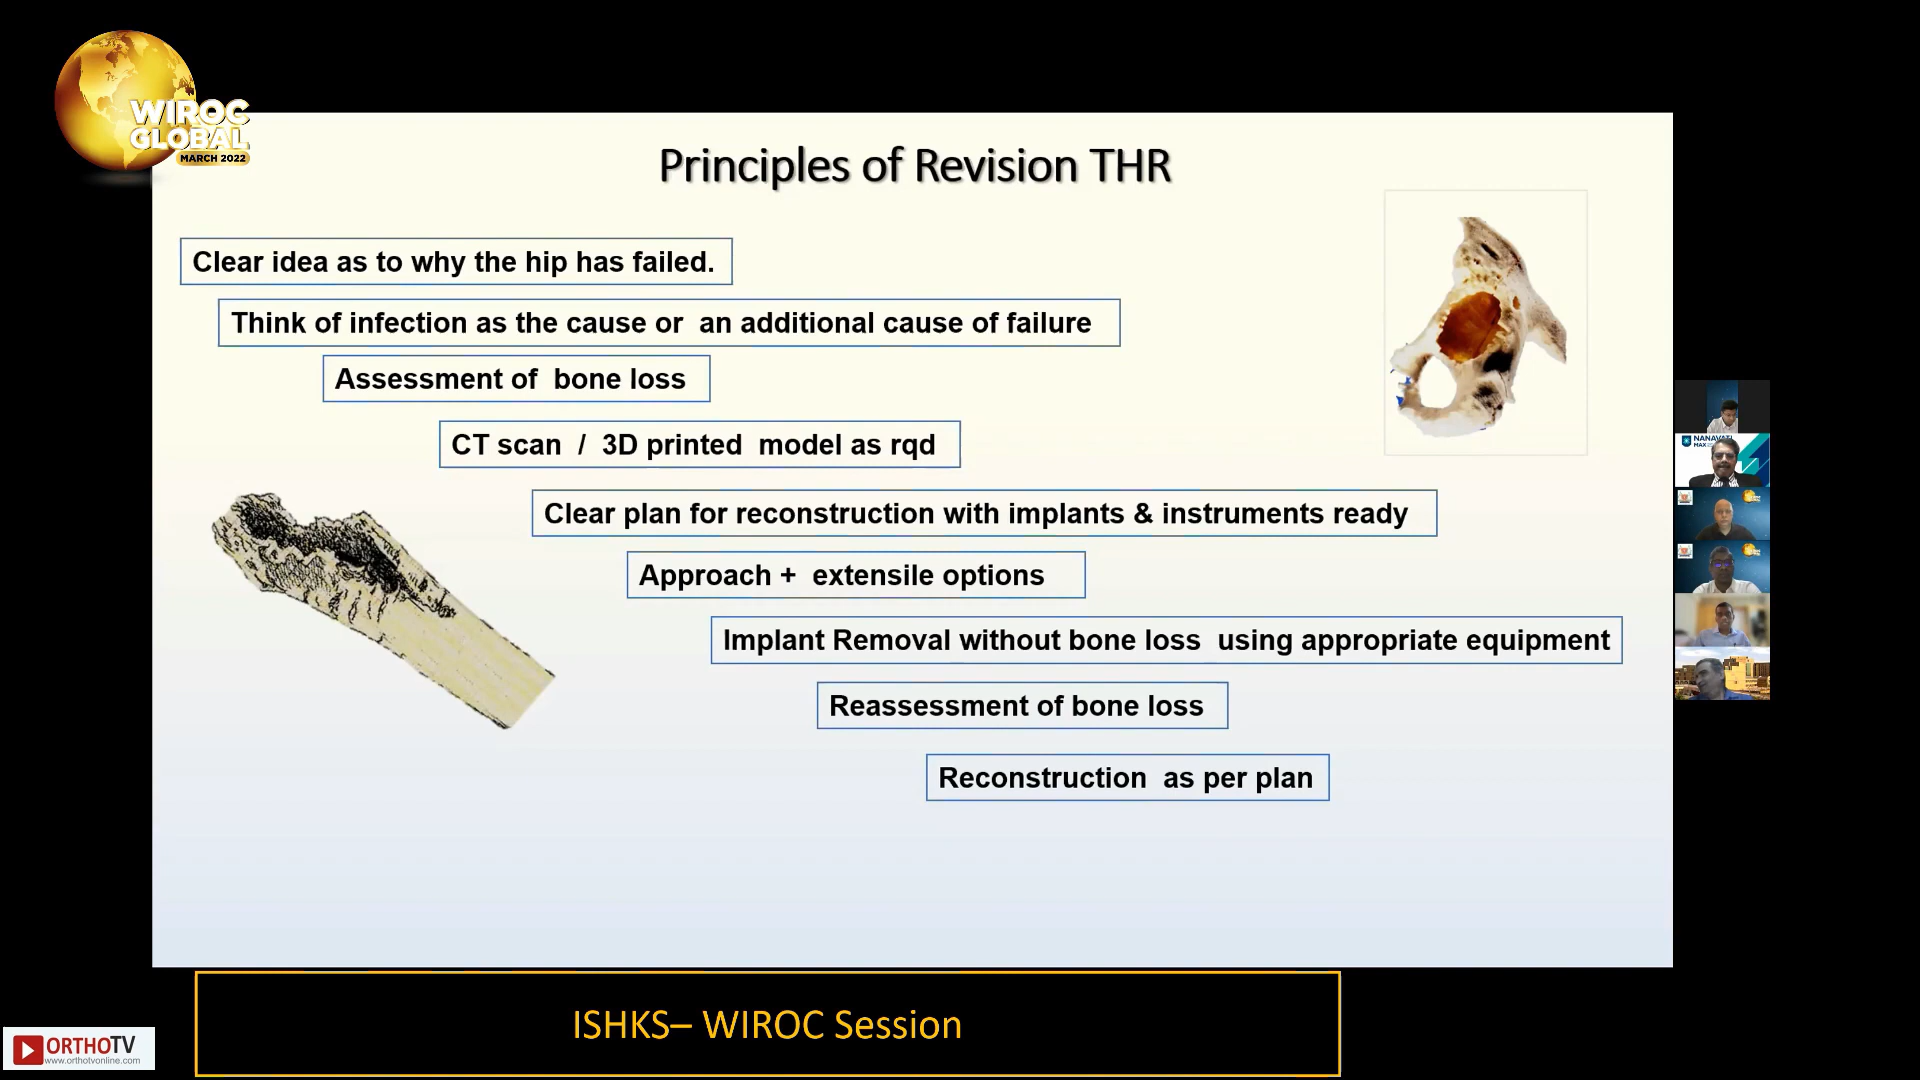 WIROC
GLOBAL
MARCH 2022
Principles of Revision THR
Clear idea as to why the hip has failed.
Think of infection as the cause or an additional cause of failure
Assessment of bone loss
CT scan / 3D printed model as rqd
Clear plan for reconstruction with implants & instruments ready
Approach + extensile options
Implant Removal without bone loss using appropriate equipment
Reassessment of bone loss
Reconstruction as per plan
NANAVATI
MAX
ISHKS– WIROC Session
ORTHOTV
www.orthotvonline.com